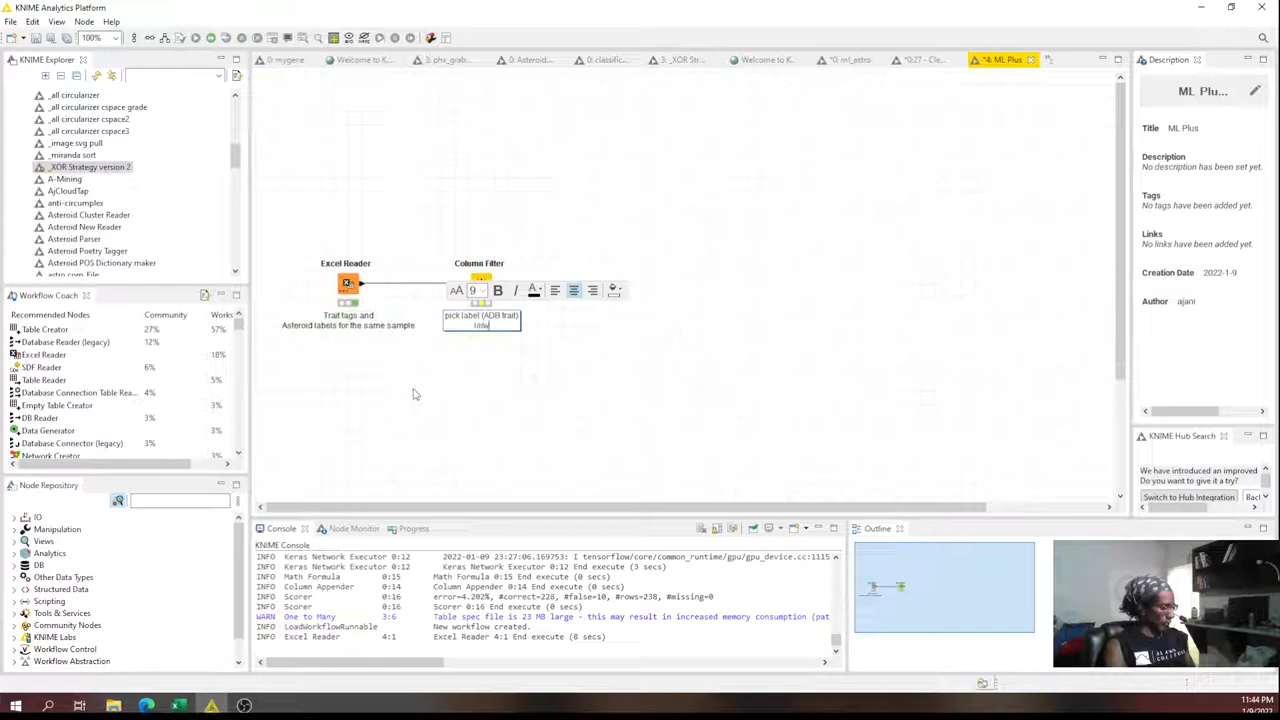 KNIME Analytics Platform
File Edit View Node Help
100%
KNIME Explorer
_all circularizer
_all circularizer cspace grade
_all circularizer cspace2
_all circularizer cspace3
_image svg pull
_miranda sort
_XOR Strategy version 2
A-Mining
AjCloudTap
anti-circumplex
Asteroid Cluster Reader
Asteroid New Reader
Asteroid Parser
Asteroid Poetry Tagger
Asteroid POS Dictionary maker
astro com File
Workflow Coach
Recommended Nodes Community Works
Table Creator 27% 57%
Database Reader (legacy) 12%
Excel Reader 18%
SDF Reader 6%
Table Reader 5%
Database Connection Table Rea... 4%
Empty Table Creator 3%
DB Reader 3%
Data Generator 3%
Database Connector (legacy) 3%
Network Creator 3%
Node Repository
IO
Manipulation
Views
Analytics
DB
Other Data Types
Structured Data
Scripting
Tools & Services
Community Nodes
KNIME Labs
Workflow Control
Workflow Abstraction
0: mygene
Welcome to K...
3: phv_grab...
0: Asteroid...
0: classific...
3: _XOR Str...
Welcome to K...
*0: ml_astro
*0:27 - Cle...
*4: ML Plus
Excel Reader
Trait tags and
Asteroid labels for the same sample
Column Filter
9 B I A
pick label (ADB trait)
Console Node Monitor Progress
KNIME Console
INFO Keras Network Executor 0:12 2022-01-09 23:27:06.169753: I tensorflow/core/common_runtime/gpu/gpu_device.cc:1115
INFO Keras Network Executor 0:12 Keras Network Executor 0:12 End execute (3 secs)
INFO Math Formula 0:15 Math Formula 0:15 End execute (0 secs)
INFO Column Appender 0:14 Column Appender 0:14 End execute (0 secs)
INFO Scorer 0:16 error=4.202%, #correct=228, #false=10, #rows=238, #missing=0
INFO Scorer 0:16 Scorer 0:16 End execute (0 secs)
WARN One to Many 3:6 Table spec file is 23 MB large - this may result in increased memory consumption (pat
INFO LoadWorkflowRunnable New workflow created.
INFO Excel Reader 4:1 Excel Reader 4:1 End execute (8 secs)
Description
ML Plu...
Title ML Plus
Description
No description has been set yet.
Tags
No tags have been added yet.
Links
No links have been added yet.
Creation Date 2022-1-9
Author ajani
KNIME Hub Search
We have introduced an improved
Do you want to give it a try?
Switch to Hub Integration Bacl
Outline
11:44 PM
1/9/2022